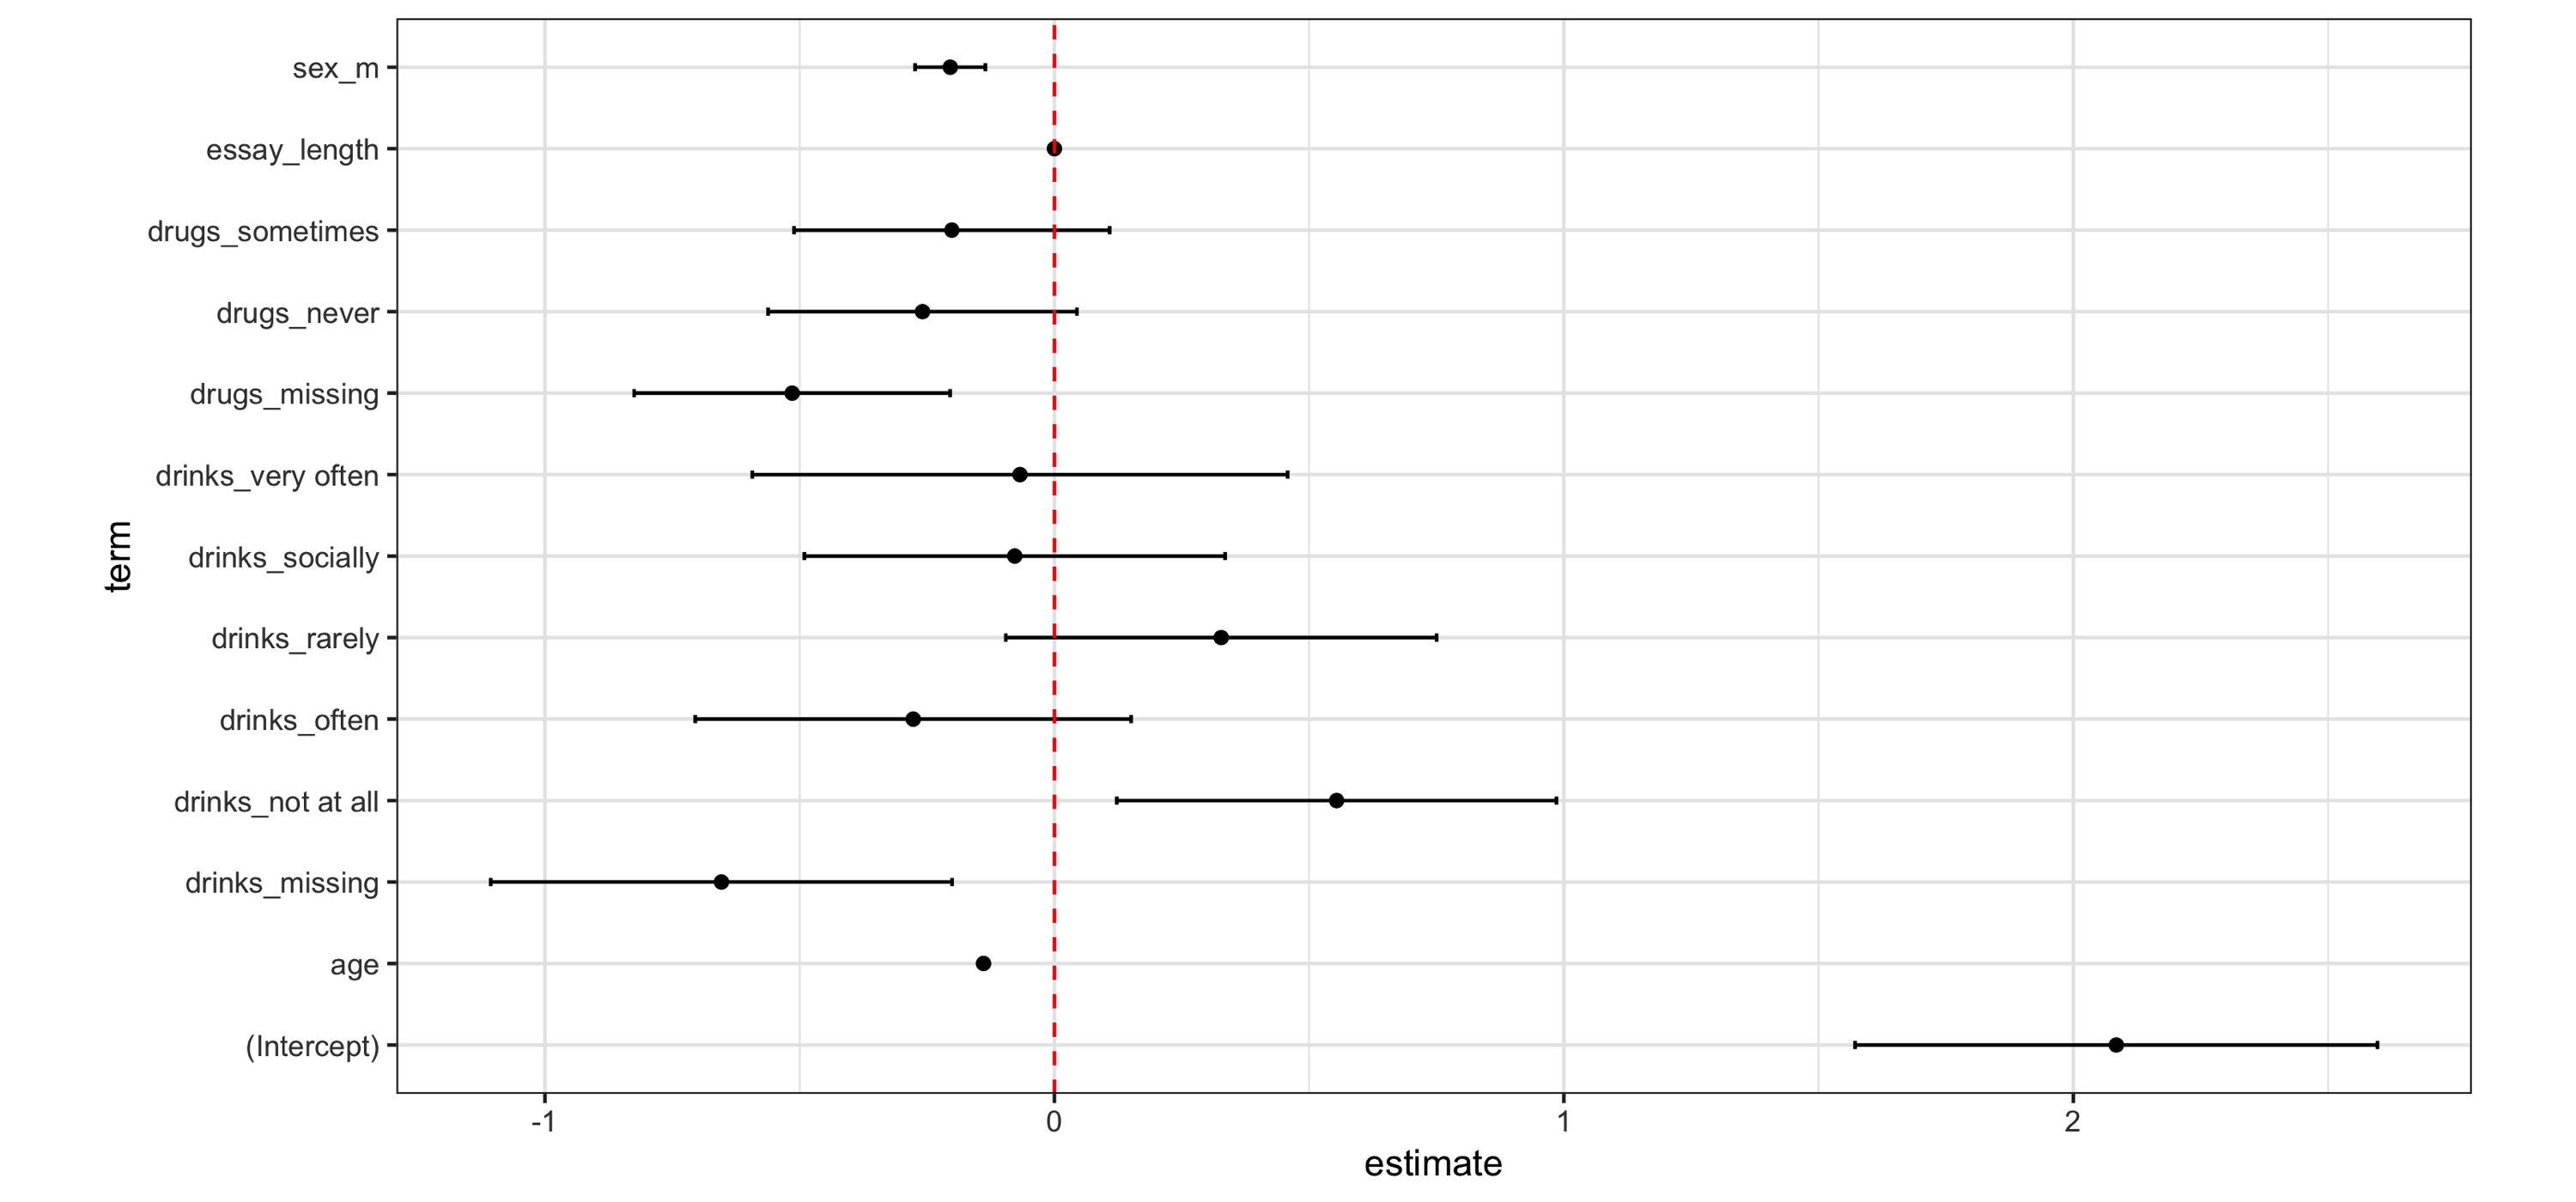 sex_m
essay_length
drugs_sometimes
drugs_never
drugs_missing
drinks_very often
drinks_socially
drinks_rarely
drinks_often
drinks_not at all
drinks_missing
age
(Intercept)
term
-1
0
1
2
estimate